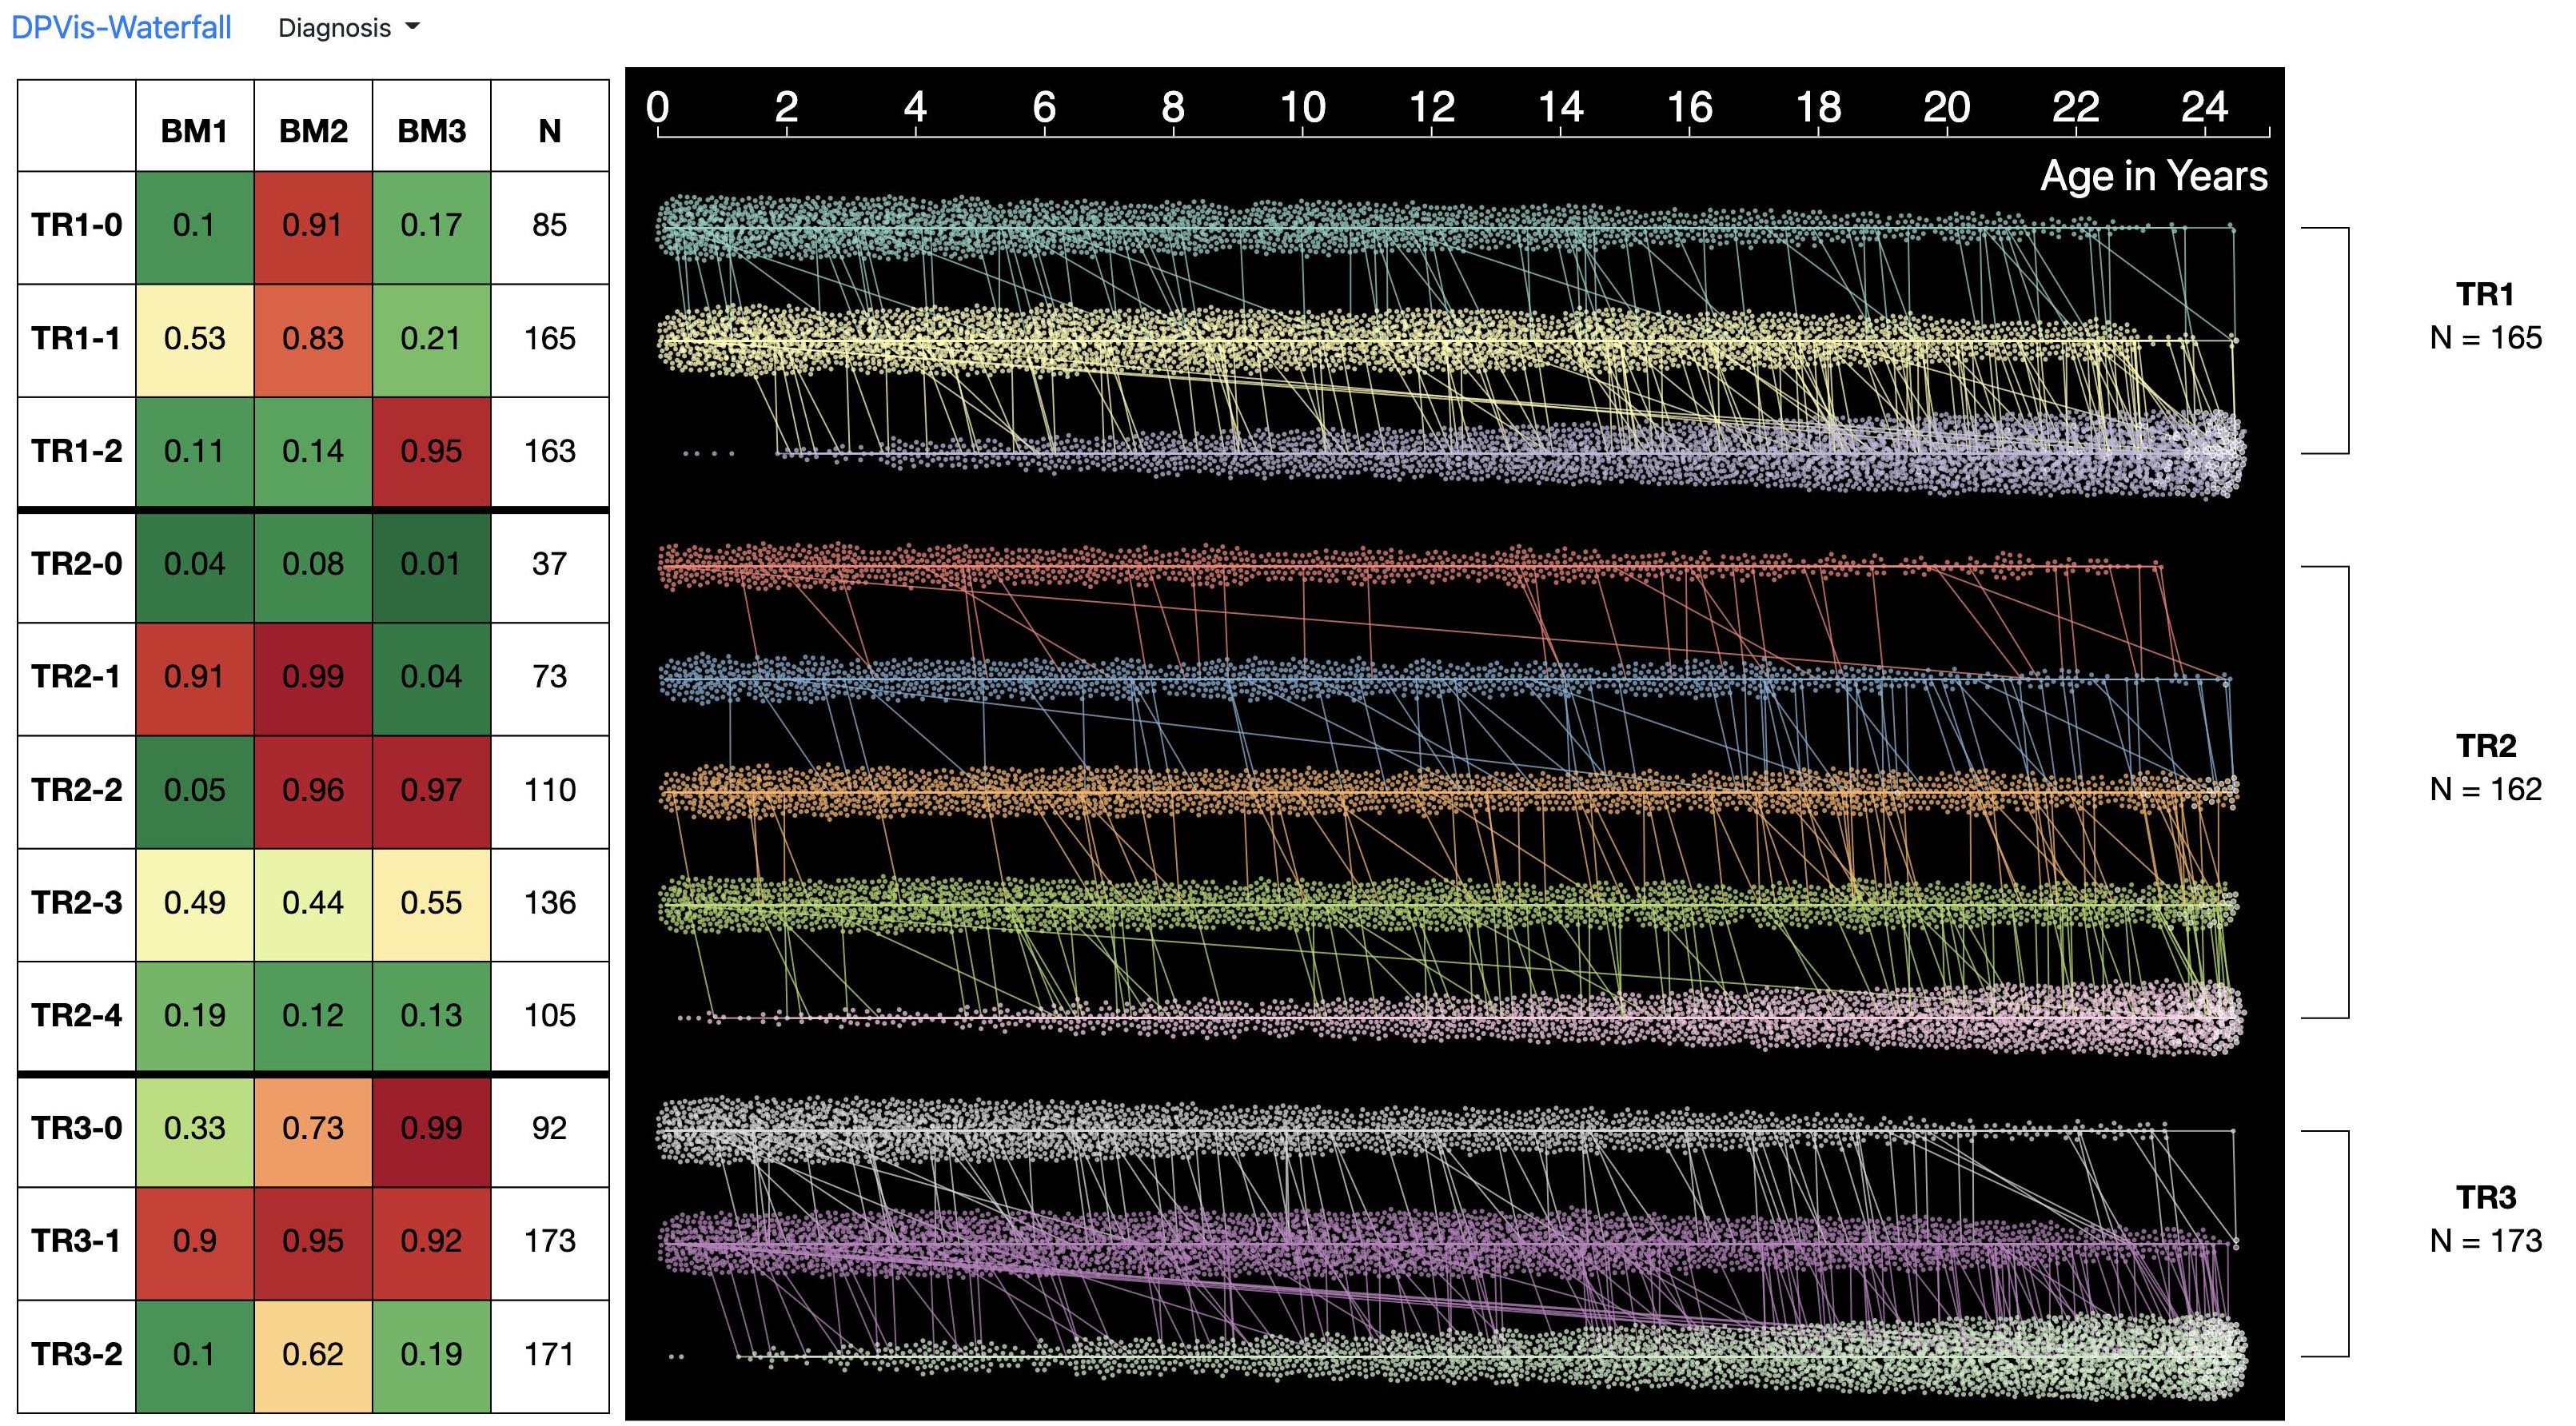 DPVis-Waterfall Diagnosis
BM1 BM2 BM3 N
TR1-0 0.1 0.91 0.17 85
TR1-1 0.53 0.83 0.21 165
TR1-2 0.11 0.14 0.95 163
TR2-0 0.04 0.08 0.01 37
TR2-1 0.91 0.99 0.04 73
TR2-2 0.05 0.96 0.97 110
TR2-3 0.49 0.44 0.55 136
TR2-4 0.19 0.12 0.13 105
TR3-0 0.33 0.73 0.99 92
TR3-1 0.9 0.95 0.92 173
TR3-2 0.1 0.62 0.19 171
0 2 4 6 8 10 12 14 16 18 20 22 24
Age in Years
TR1
N = 165
TR2
N = 162
TR3
N = 173